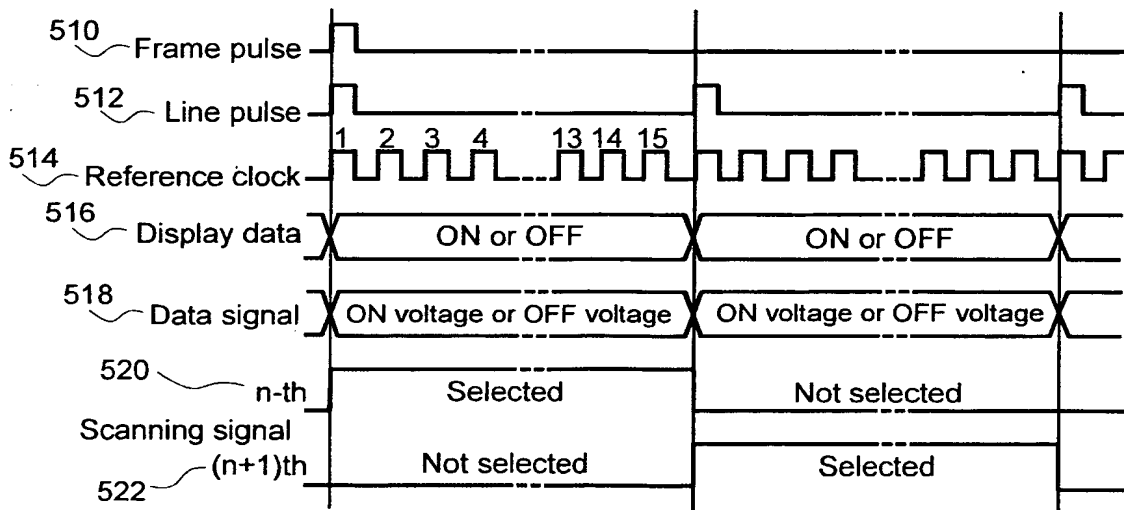 510 Frame pulse
512 Line pulse
1 2 3 4 13 14 15
514 Reference clock
516 Display data ON or OFF ON or OFF
518 Data signal ON voltage or OFF voltage ON voltage or OFF voltage
520 n-th Selected Not selected
Scanning signal
522 (n+1)th Not selected Selected